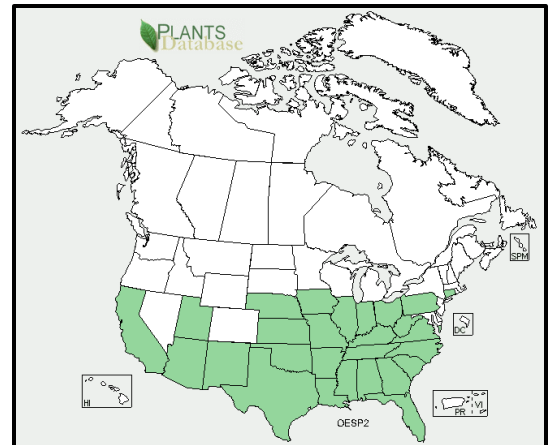 PLANTS
Database
SPM
DC
HI
PR
VI
OESP2